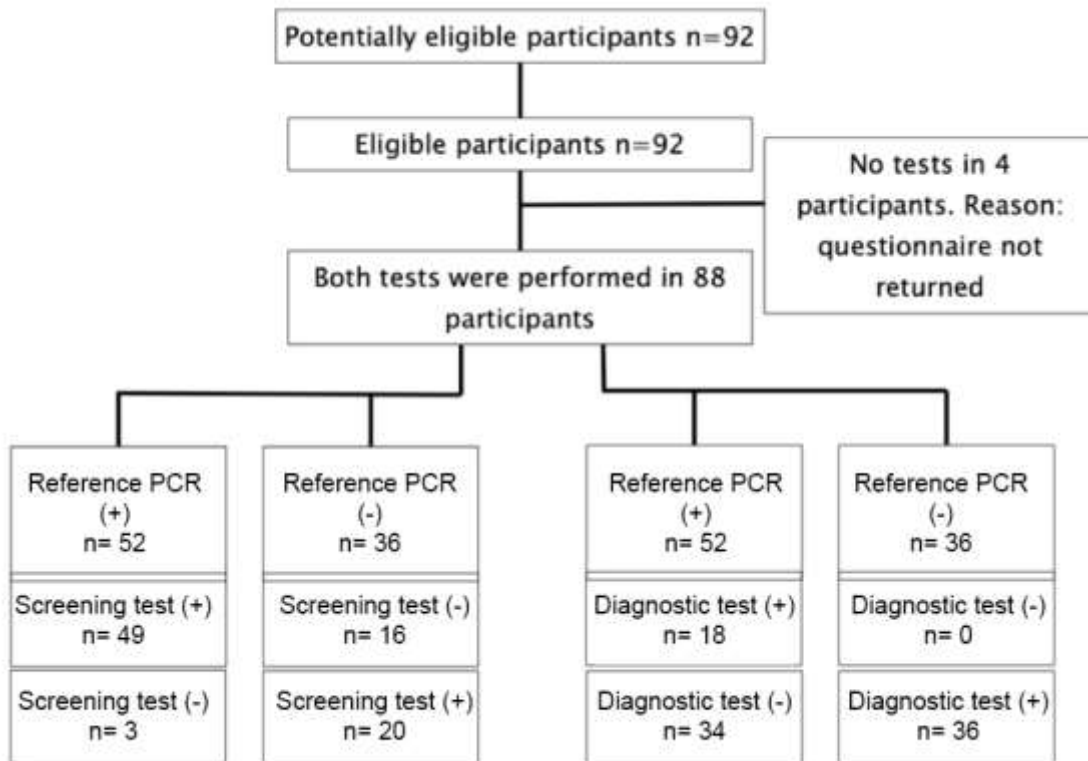 Potentially eligible participants n=92
Eligible participants n=92
No tests in 4
participants. Reason:
questionnaire not
returned
Both tests were performed in 88
participants
Reference PCR
(+)
n= 52
Screening test (+)
n= 49
Screening test (-)
n= 3
Reference PCR
(-)
n= 36
Screening test (-)
n= 16
Screening test (+)
n= 20
Reference PCR
(+)
n= 52
Diagnostic test (+)
n= 18
Diagnostic test (-)
n= 34
Reference PCR
(-)
n= 36
Diagnostic test (-)
n= 0
Diagnostic test (+)
n= 36